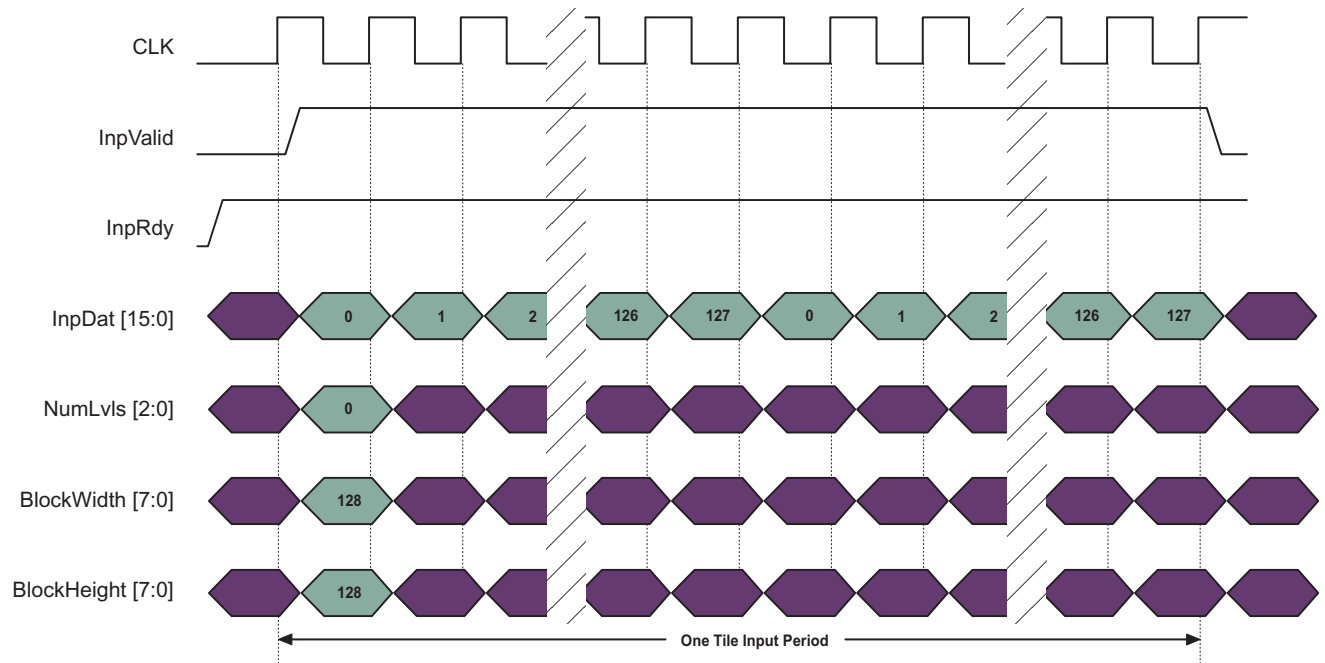 CLK
InpValid
InpRdy
InpDat [15:0] 0 1 2 126 127 0 1 2 126 127
NumLvls [2:0] 0
BlockWidth [7:0] 128
BlockHeight [7:0] 128
One Tile Input Period